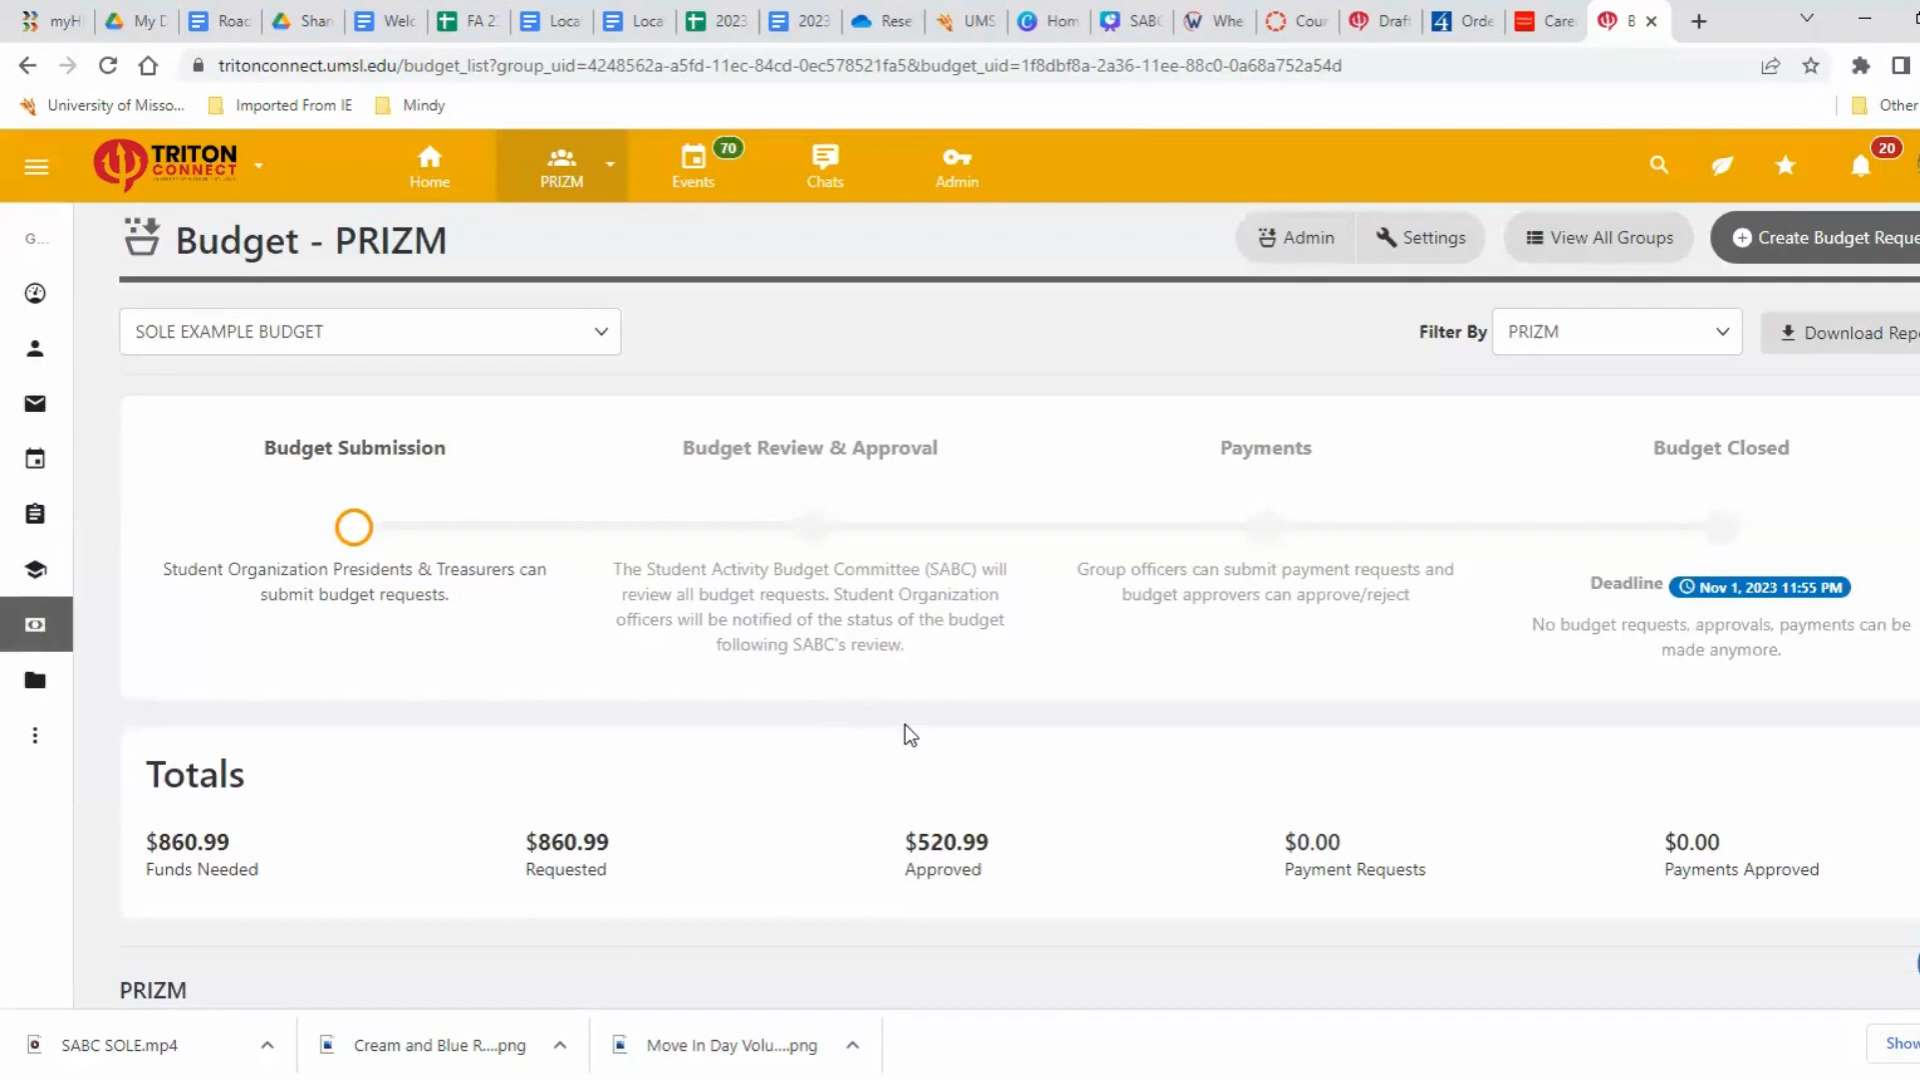 myH
My D
Road
Shar
Welc
FA 2
Loca
Loca
2023
2023
Rese
UMS
Hom
SABC
Whe
Cour
Draft
Orde
Care
B
tritonconnect.umsl.edu/budget_list?group_uid=4248562a-a5fd-11ec-84cd-0ec578521fa5&budget_uid=1f8dbf8a-2a36-11ee-88c0-0a68a752a54d
University of Misso...
Imported From IE
Mindy
Other
TRITON
CONNECT
Home
PRIZM
70
Events
Chats
Admin
20
G...
Budget - PRIZM
Admin
Settings
View All Groups
Create Budget Reque
SOLE EXAMPLE BUDGET
Filter By
PRIZM
Download Repo
Budget Submission
Budget Review & Approval
Payments
Budget Closed
Student Organization Presidents & Treasurers can
submit budget requests.
The Student Activity Budget Committee (SABC) will
review all budget requests. Student Organization
officers will be notified of the status of the budget
following SABC's review.
Group officers can submit payment requests and
budget approvers can approve/reject
Deadline Nov 1, 2023 11:55 PM
No budget requests, approvals, payments can be
made anymore.
Totals
$860.99
Funds Needed
$860.99
Requested
$520.99
Approved
$0.00
Payment Requests
$0.00
Payments Approved
PRIZM
SABC SOLE.mp4
Cream and Blue R....png
Move In Day Volu....png
Show